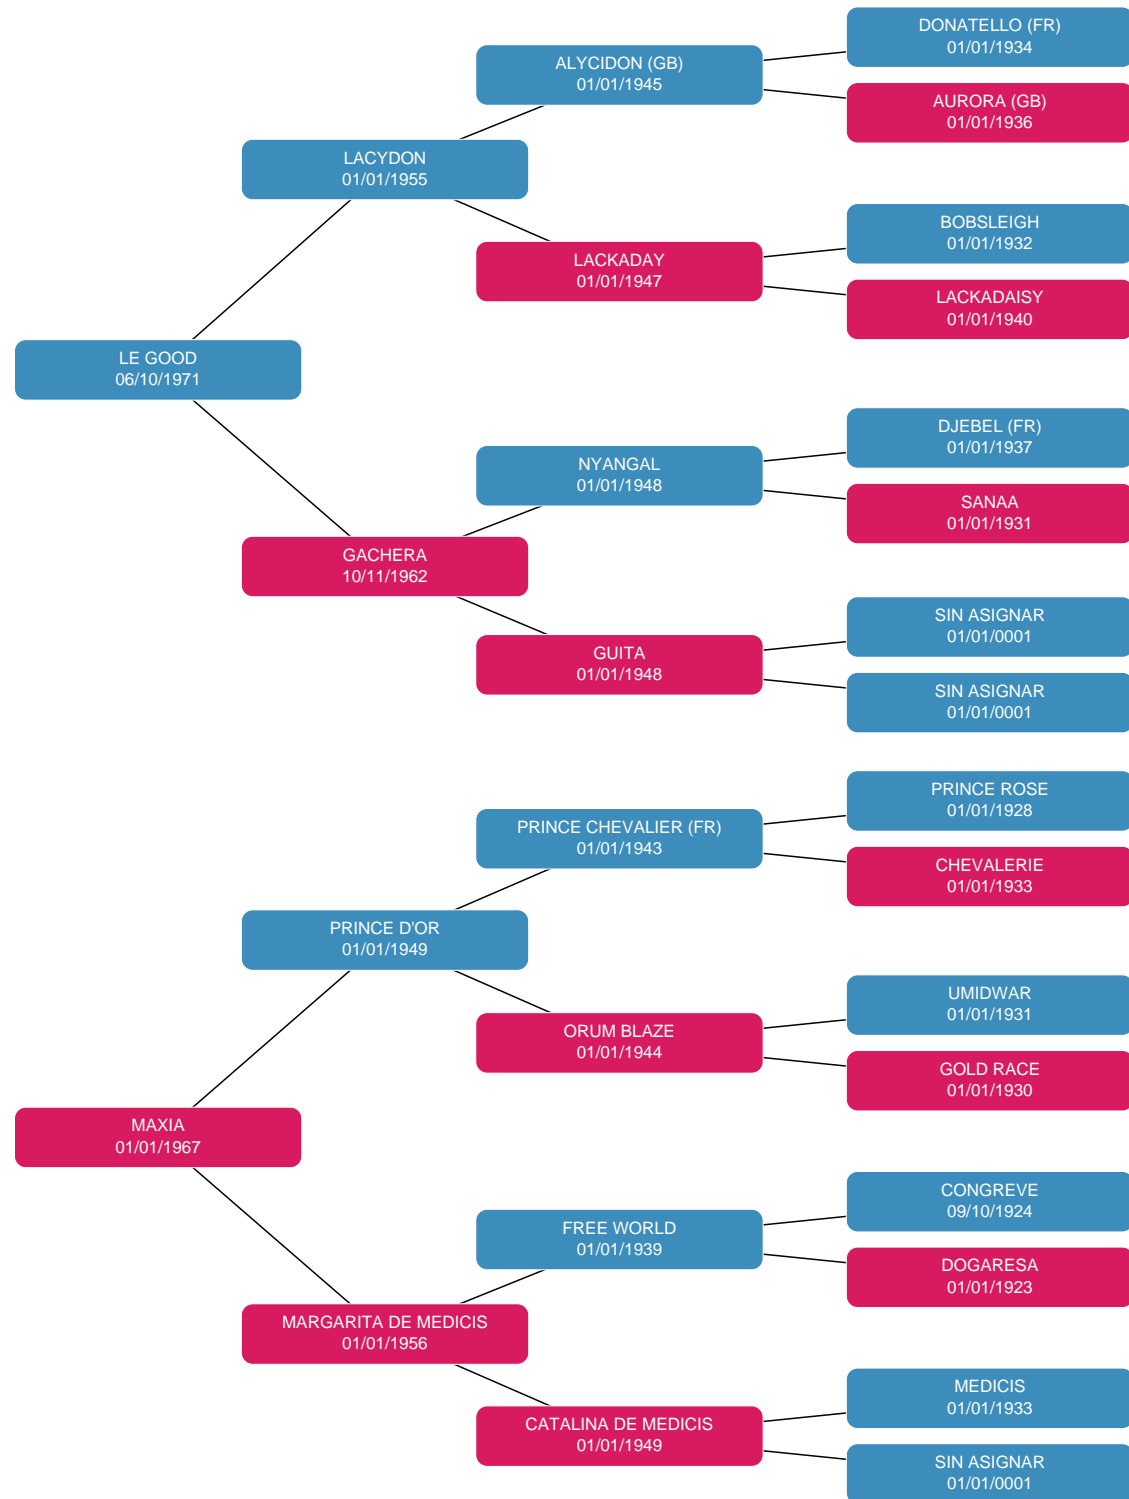 DONATELLO (FR)
01/01/1934
ALYCIDON (GB)
01/01/1945
AURORA (GB)
01/01/1936
LACYDON
01/01/1955
BOBSLEIGH
01/01/1932
LACKADAY
01/01/1947
LACKADAISY
01/01/1940
LE GOOD
06/10/1971
DJEBEL (FR)
01/01/1937
NYANGAL
01/01/1948
SANAA
01/01/1931
GACHERA
10/11/1962
SIN ASIGNAR
01/01/0001
GUITA
01/01/1948
SIN ASIGNAR
01/01/0001
PRINCE ROSE
01/01/1928
PRINCE CHEVALIER (FR)
01/01/1943
CHEVALERIE
01/01/1933
PRINCE D'OR
01/01/1949
UMIDWAR
01/01/1931
ORUM BLAZE
01/01/1944
GOLD RACE
01/01/1930
MAXIA
01/01/1967
CONGREVE
09/10/1924
FREE WORLD
01/01/1939
DOGARESA
01/01/1923
MARGARITA DE MEDICIS
01/01/1956
MEDICIS
01/01/1933
CATALINA DE MEDICIS
01/01/1949
SIN ASIGNAR
01/01/0001